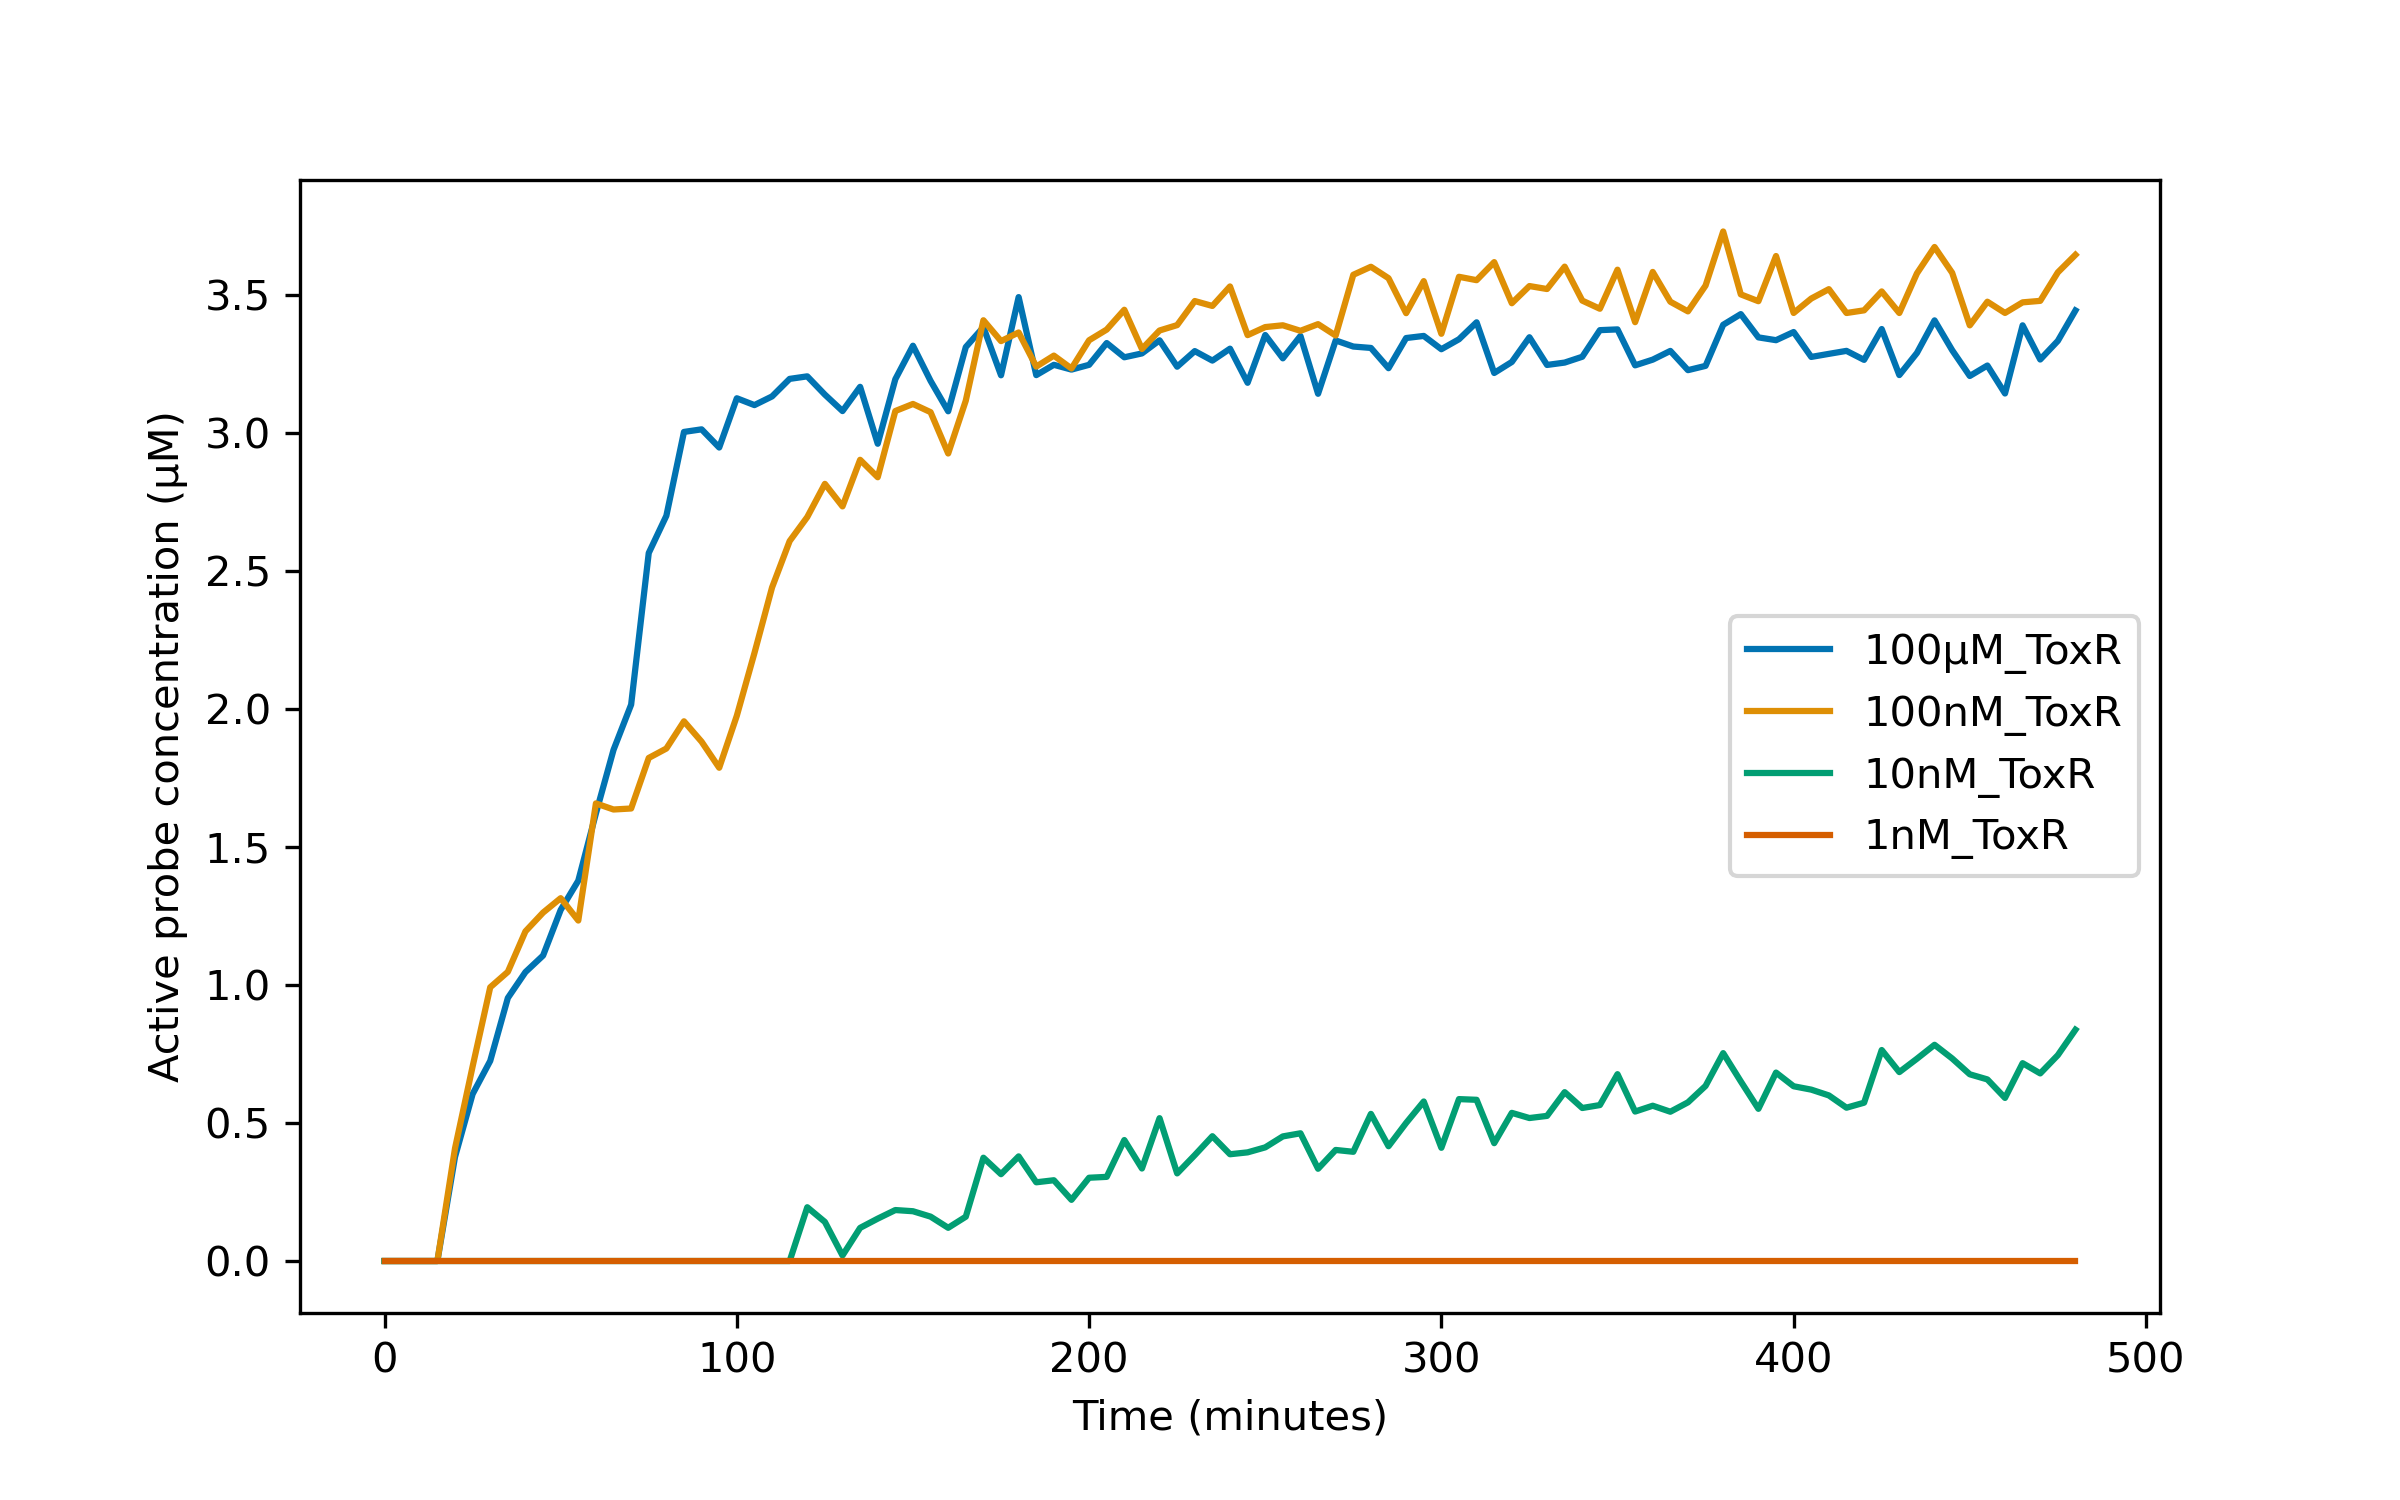 3.5
3.0
2.5
2.0
1.5
1.0
0.5
0.0
Active probe concentration (µM)
100µM_ToxR
100nM_ToxR
10nM_ToxR
1nM_ToxR
0 100 200 300 400 500
Time (minutes)